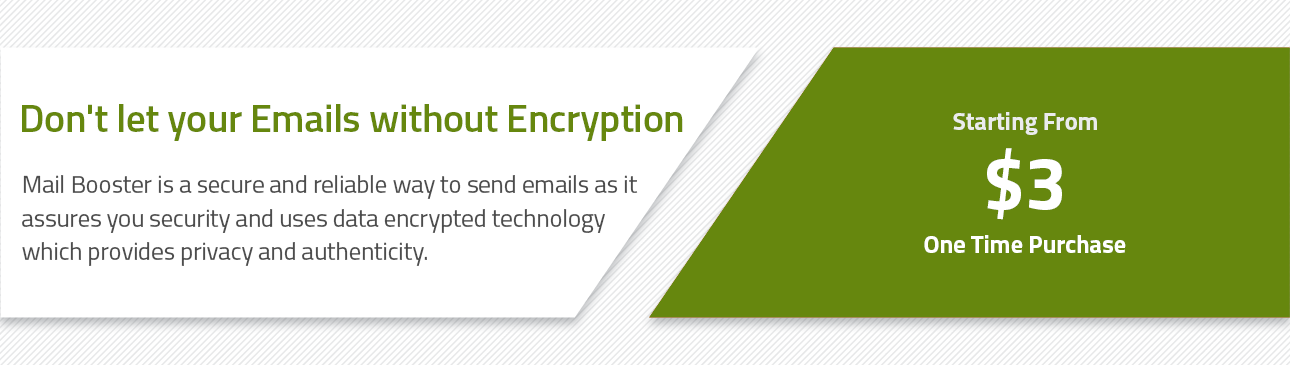 Don't let your Emails without Encryption
Mail Booster is a secure and reliable way to send emails as it
assures you security and uses data encrypted technology
which provides privacy and authenticity.
Starting From
$3
One Time Purchase